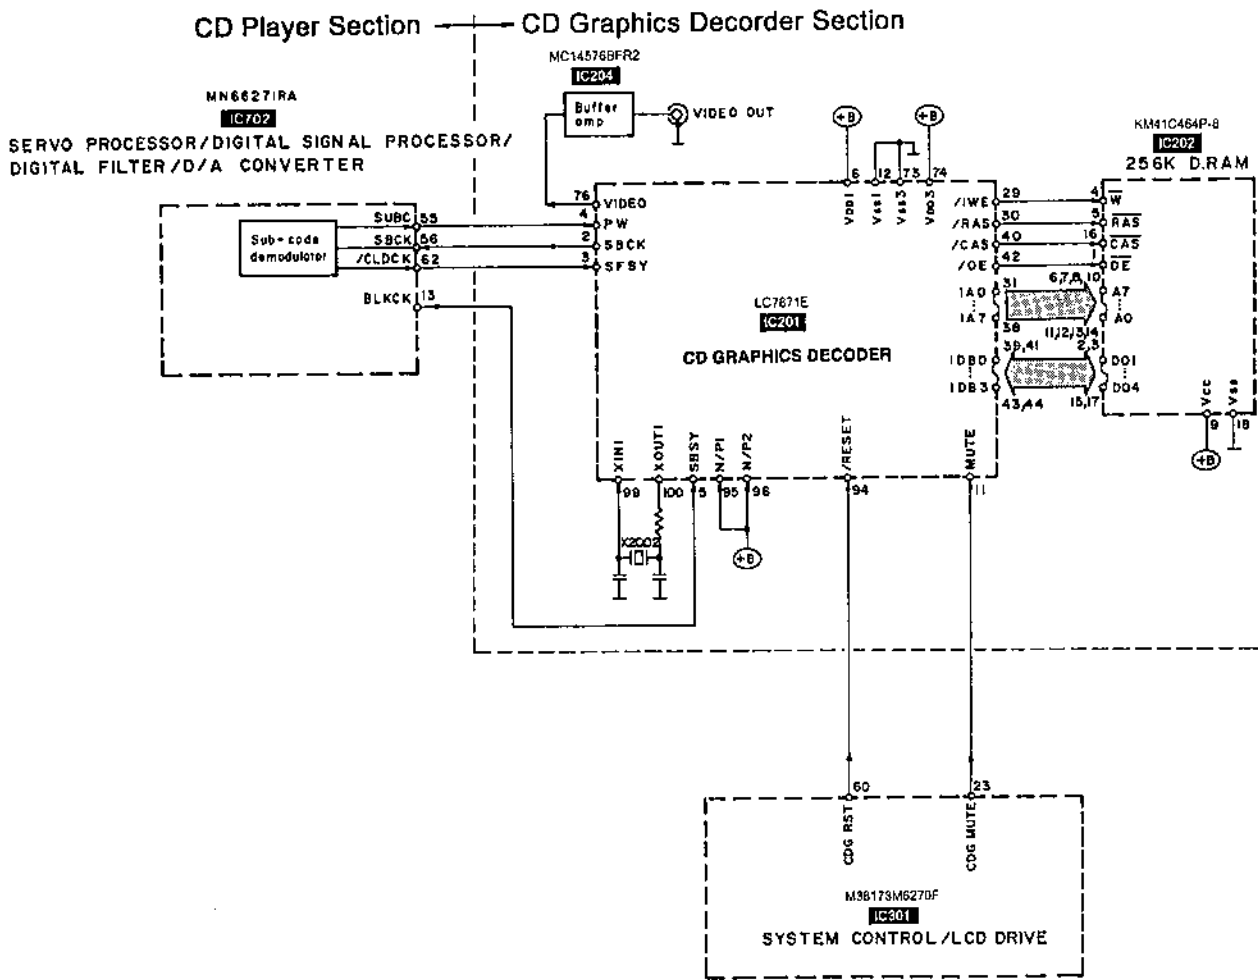 CD Player Section
CD Graphics Decorder Section
MC14576BFR2
IC204
Buffer
amp
VIDEO OUT
MN66271RA
IC702
SERVO PROCESSOR/DIGITAL SIGNAL PROCESSOR/
DIGITAL FILTER/D/A CONVERTER
+B
+B
KM41C464P-8
IC202
256K D.RAM
6 12 73 74
VDD1 Vss1 Vss3 VDD3
76 VIDEO
4 PW
2 SBCK
3 SFSY
Sub-code
demodulator
SUBC 55
SBCK 56
/CLDCK 62
BLKCK 13
/IWE 29
/RAS 30
/CAS 40
/OE 42
IA0 31
IA7 38
39,41
IDB0
IDB3
43,44
4 W
5 RAS
16 CAS
1 OE
6,7,8,10 A7
A0
11,12,13,14
2,3
DO1
DO4
15,17
Vcc Vss
9 18
+B
LC7871E
IC201
CD GRAPHICS DECODER
XIN1 XOUT1 SBSY N/P1 N/P2 /RESET MUTE
99 100 5 95 96 94 11
X2002
+B
60 23
CDG RST CDG MUTE
M38173M6270F
IC301
SYSTEM CONTROL/LCD DRIVE